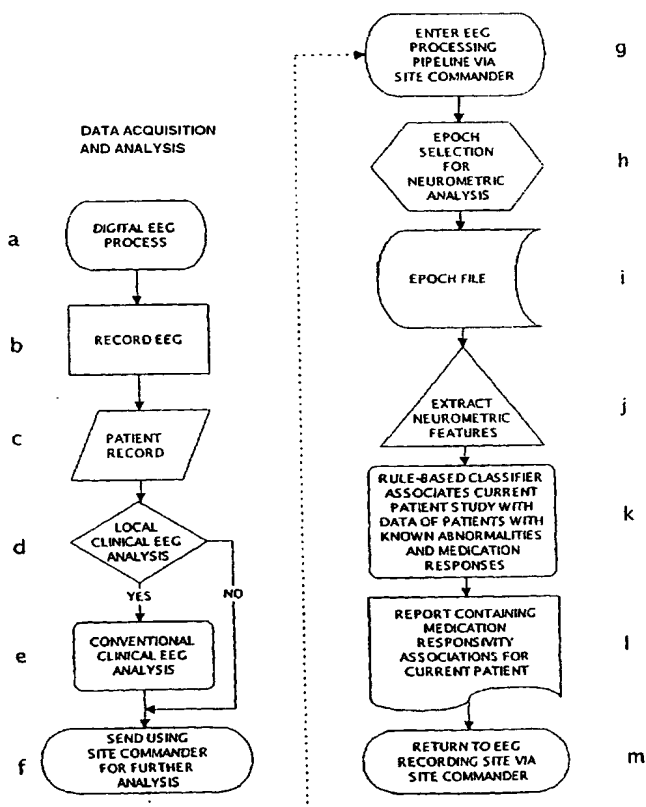 DATA ACQUISITION
AND ANALYSIS
a
DIGITAL EEG
PROCESS
b
RECORD EEG
c
PATIENT
RECORD
d
LOCAL
CLINICAL EEG
ANALYSIS
YES
NO
e
CONVENTIONAL
CLINICAL EEG
ANALYSIS
f
SEND USING
SITE COMMANDER
FOR FURTHER
ANALYSIS
ENTER EEG
PROCESSING
PIPELINE VIA
SITE COMMANDER
g
EPOCH
SELECTION
FOR
NEUROMETRIC
ANALYSIS
h
EPOCH FILE
i
EXTRACT
NEUROMETRIC
FEATURES
j
RULE-BASED CLASSIFIER
ASSOCIATES CURRENT
PATIENT STUDY WITH
DATA OF PATIENTS WITH
KNOWN ABNORMALITIES
AND MEDICATION
RESPONSES
k
REPORT CONTAINING
MEDICATION
RESPONSIVITY
ASSOCIATIONS FOR
CURRENT PATIENT
l
RETURN TO EEG
RECORDING SITE VIA
SITE COMMANDER
m